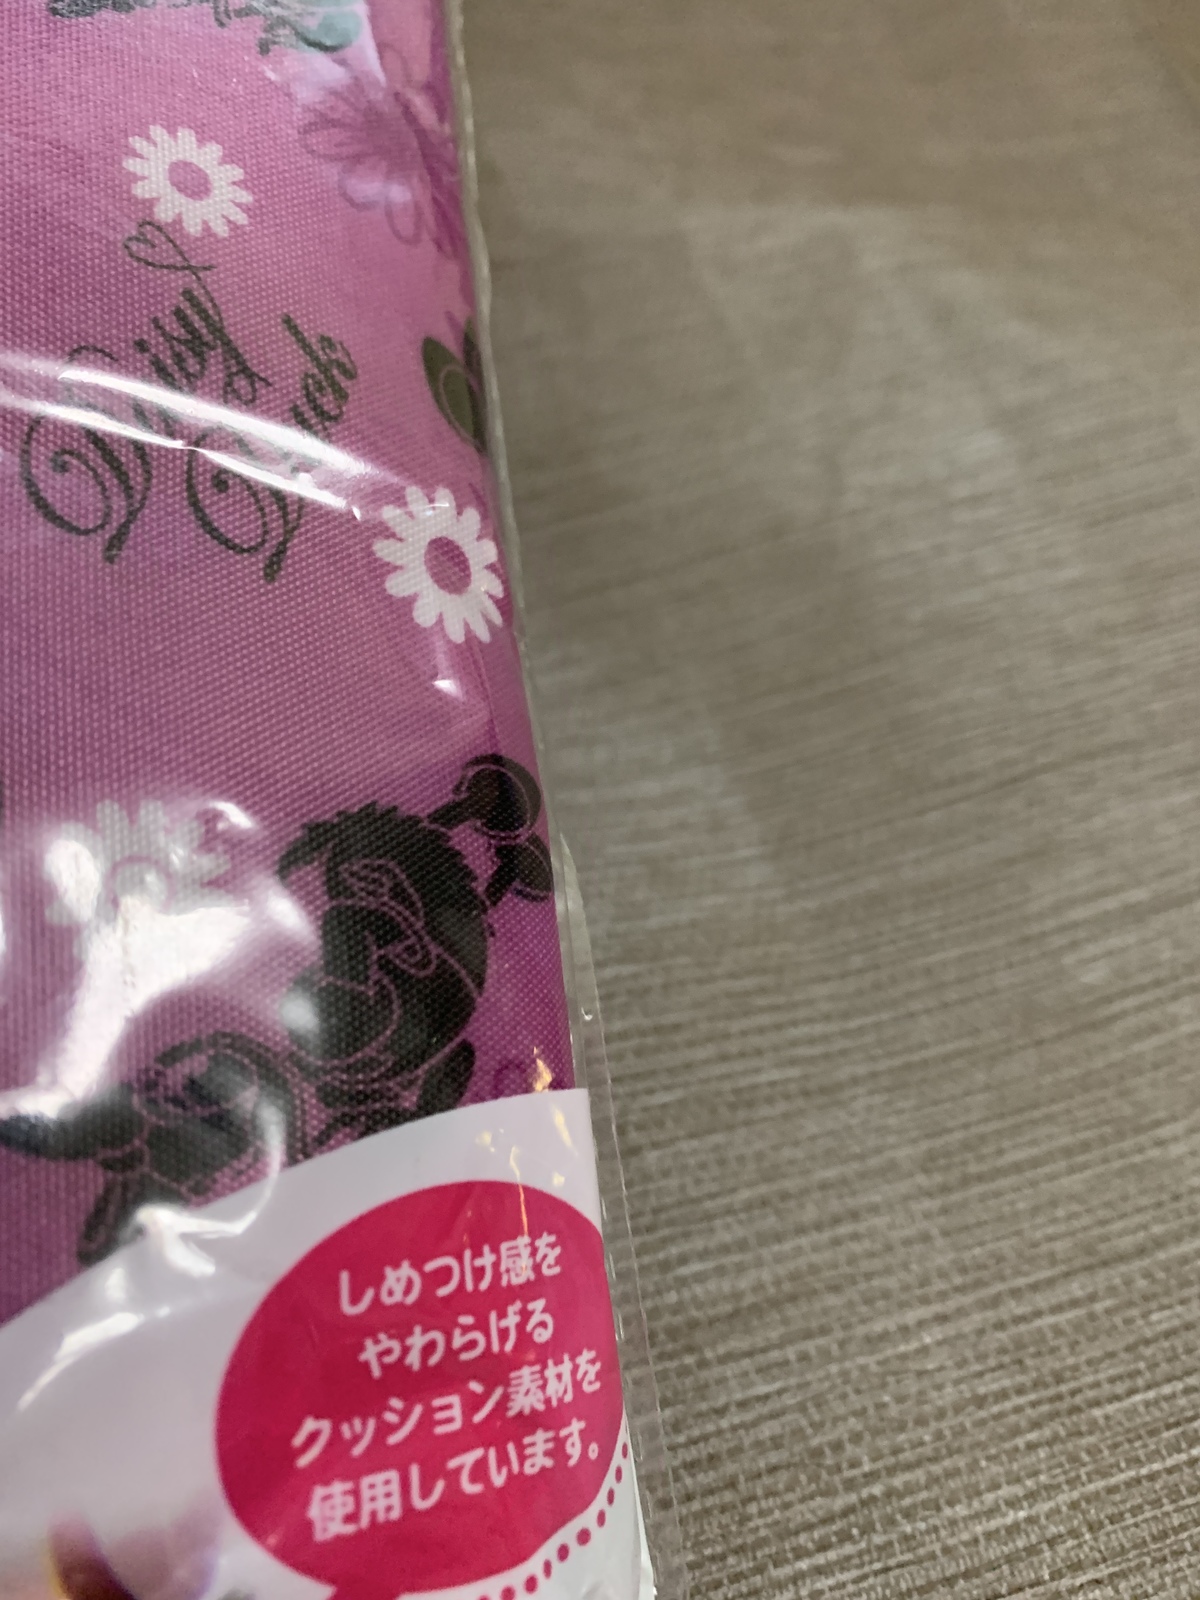 Daisy
Duck
しめつけ感を
やわらげる
クッション素材を
使用しています。